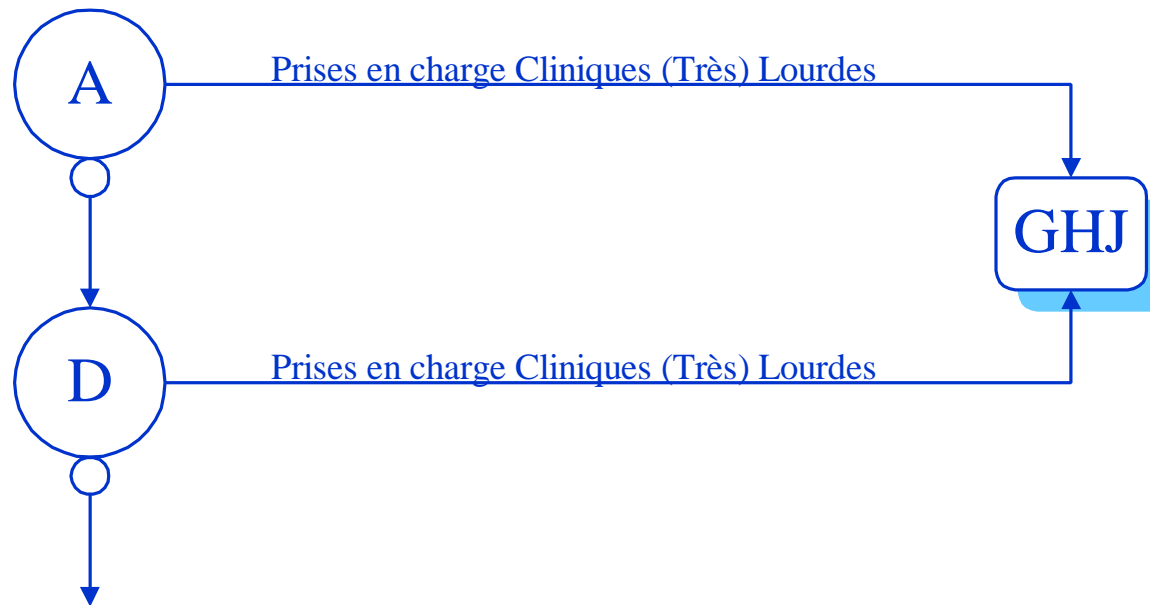 A
Prises en charge Cliniques (Très) Lourdes
GHJ
D
Prises en charge Cliniques (Très) Lourdes